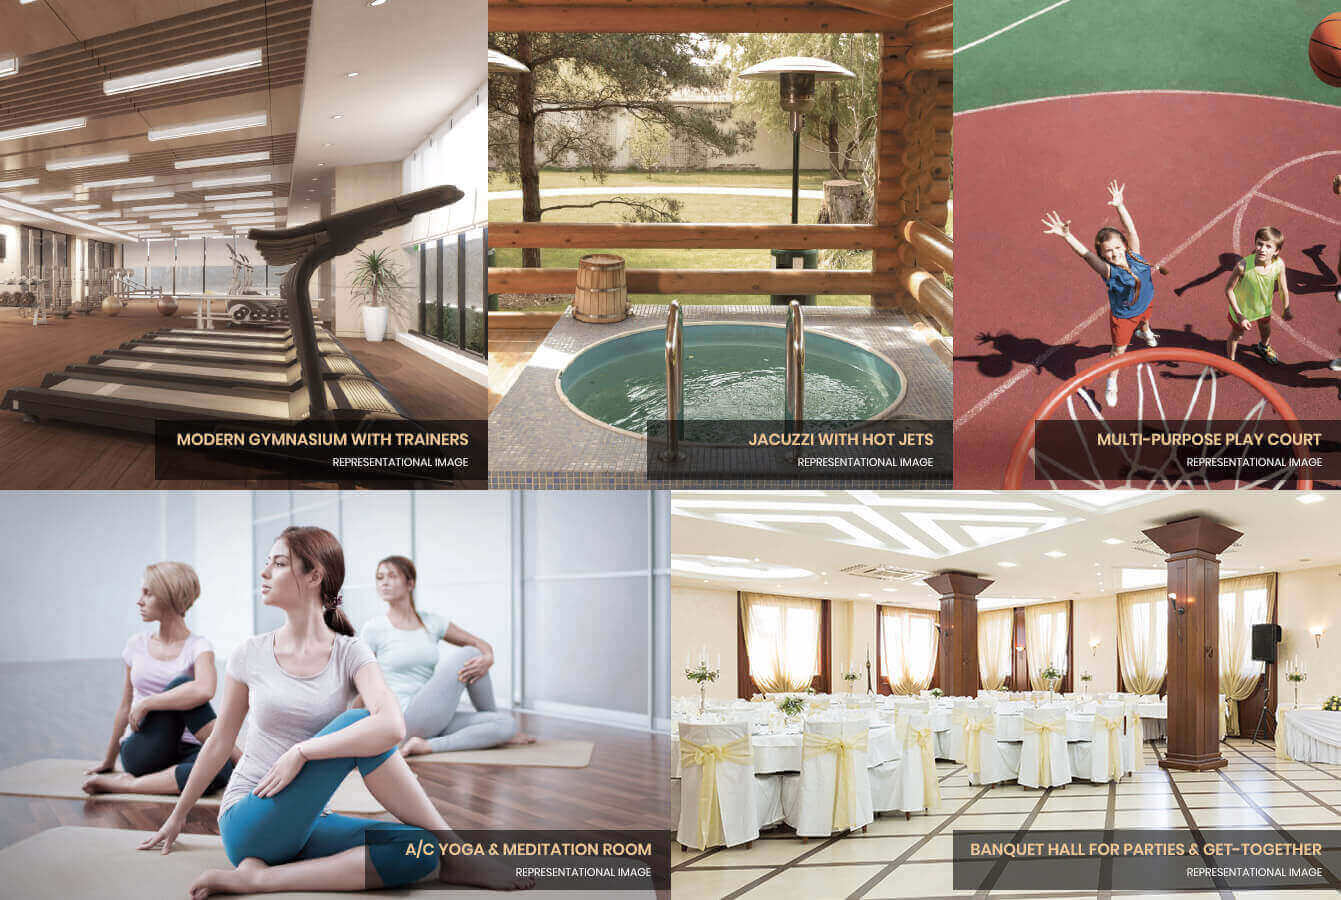 MODERN GYMNASIUM WITH TRAINERS
REPRESENTATIONAL IMAGE
JACUZZI WITH HOT JETS
REPRESENTATIONAL IMAGE
MULTI-PURPOSE PLAY COURT
REPRESENTATIONAL IMAGE
A/C YOGA & MEDITATION ROOM
REPRESENTATIONAL IMAGE
BANQUET HALL FOR PARTIES & GET-TOGETHER
REPRESENTATIONAL IMAGE